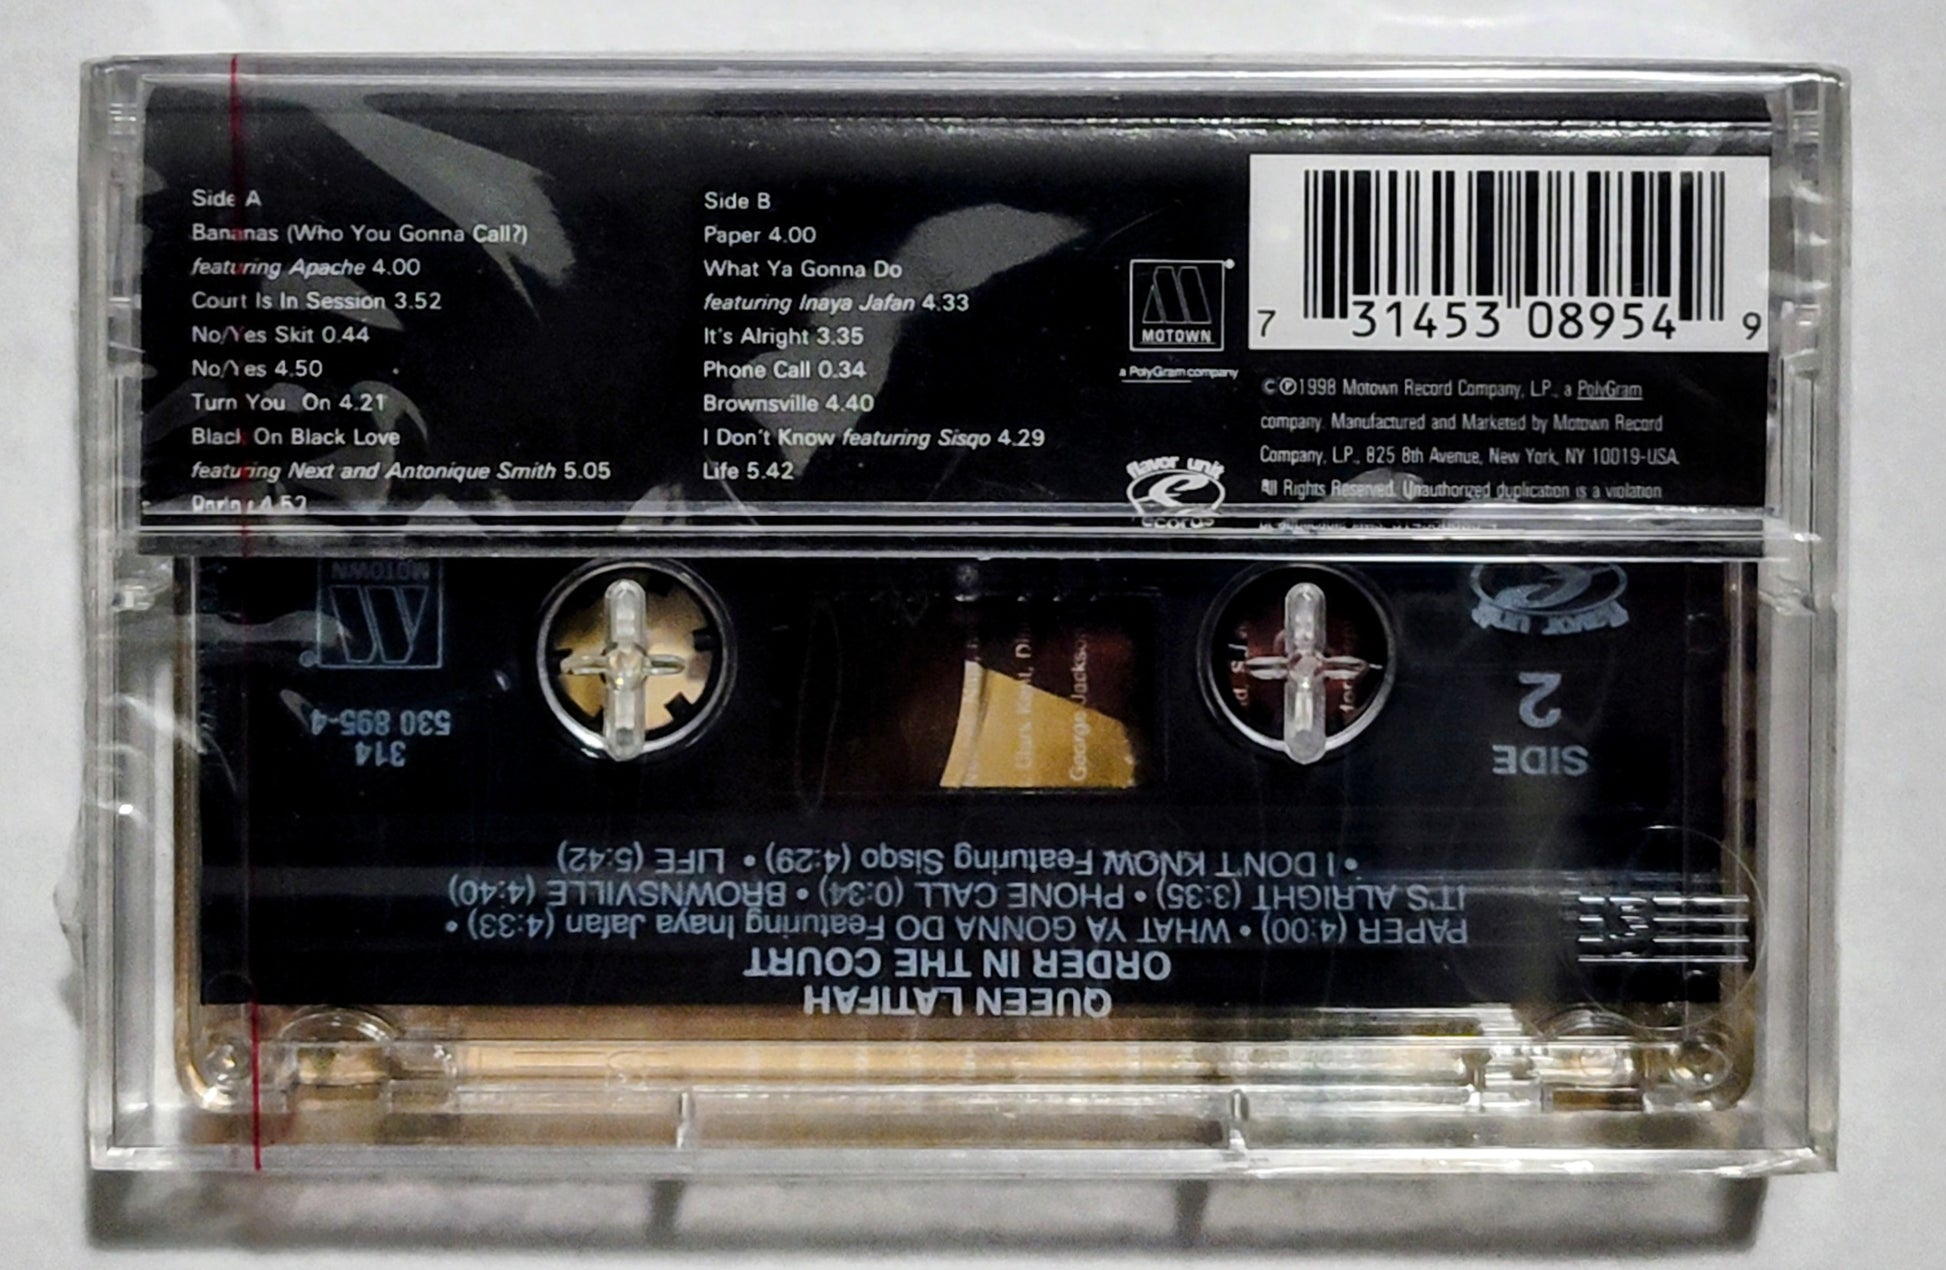 Side A
Bananas (Who You Gonna Call?)
featuring Apache 4.00
Court Is In Session 3.52
No/Yes Skit 0.44
No/Yes 4.50
Turn You On 4.21
Black On Black Love
featuring Next and Antonique Smith 5.05
4.52
Side B
Paper 4.00
What Ya Gonna Do
featuring Inaya Jafan 4.33
It's Alright 3.35
Phone Call 0.34
Brownsville 4.40
I Don't Know featuring Sisqo 4.29
Life 5.42
MOTOWN
a PolyGram company
flavor unit
records
7 31453 08954 9
C Ⓟ1998 Motown Record Company, L.P., a PolyGram
company. Manufactured and Marketed by Motown Record
Company, L.P., 825 8th Avenue, New York, NY 10019-USA
All Rights Reserved. Unauthorized duplication is a violation
QUEEN LATIFAH
ORDER IN THE COURT
PAPER (4:00) • WHAT YA GONNA DO Featuring Inaya Jafan (4:33) •
IT'S ALRIGHT (3:35) • PHONE CALL (0:34) • BROWNSVILLE (4:40)
• I DON'T KNOW Featuring Sisqo (4:29) • LIFE (5:42)
SIDE
2
314
530 895-4
flavor unit
MOTOWN
George Jackson